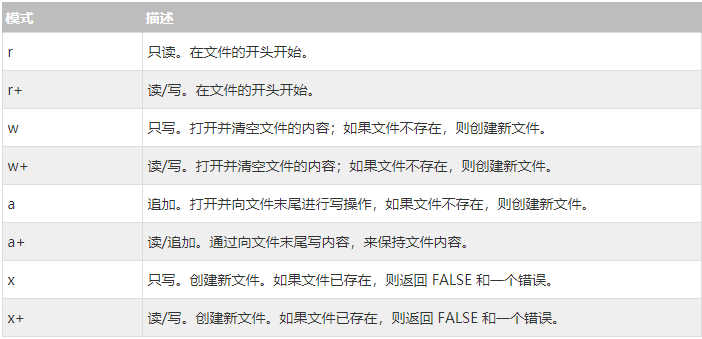 模式 描述
r 只读。在文件的开头开始。
r+ 读/写。在文件的开头开始。
w 只写。打开并清空文件的内容；如果文件不存在，则创建新文件。
w+ 读/写。打开并清空文件的内容；如果文件不存在，则创建新文件。
a 追加。打开并向文件末尾进行写操作，如果文件不存在，则创建新文件。
a+ 读/追加。通过向文件末尾写内容，来保持文件内容。
x 只写。创建新文件。如果文件已存在，则返回 FALSE 和一个错误。
x+ 读/写。创建新文件。如果文件已存在，则返回 FALSE 和一个错误。